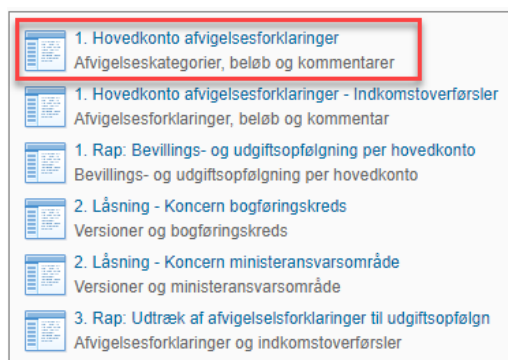 1. Hovedkonto afvigelsesforklaringer
Afvigelseskategorier, beløb og kommentarer
1. Hovedkonto afvigelsesforklaringer - Indkomstoverførsler
Afvigelsesforklaringer, beløb og kommentar
1. Rap: Bevillings- og udgiftsopfølgning per hovedkonto
Bevillings- og udgiftsopfølgning per hovedkonto
2. Låsning - Koncern bogføringskreds
Versioner og bogføringskreds
2. Låsning - Koncern ministeransvarsområde
Versioner og ministeransvarsområde
3. Rap: Udtræk af afvigelselsforklaringer til udgiftsopfølgn
Afvigelsesforklaringer og indkomstoverførsler